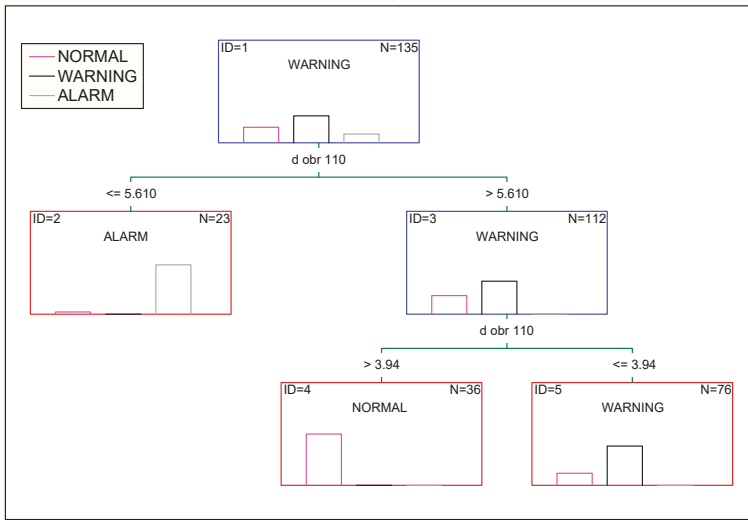 NORMAL
WARNING
ALARM
ID=1 N=135
WARNING
d obr 110
<= 5.610 > 5.610
ID=2 N=23
ALARM
ID=3 N=112
WARNING
d obr 110
> 3.94 <= 3.94
ID=4 N=36
NORMAL
ID=5 N=76
WARNING